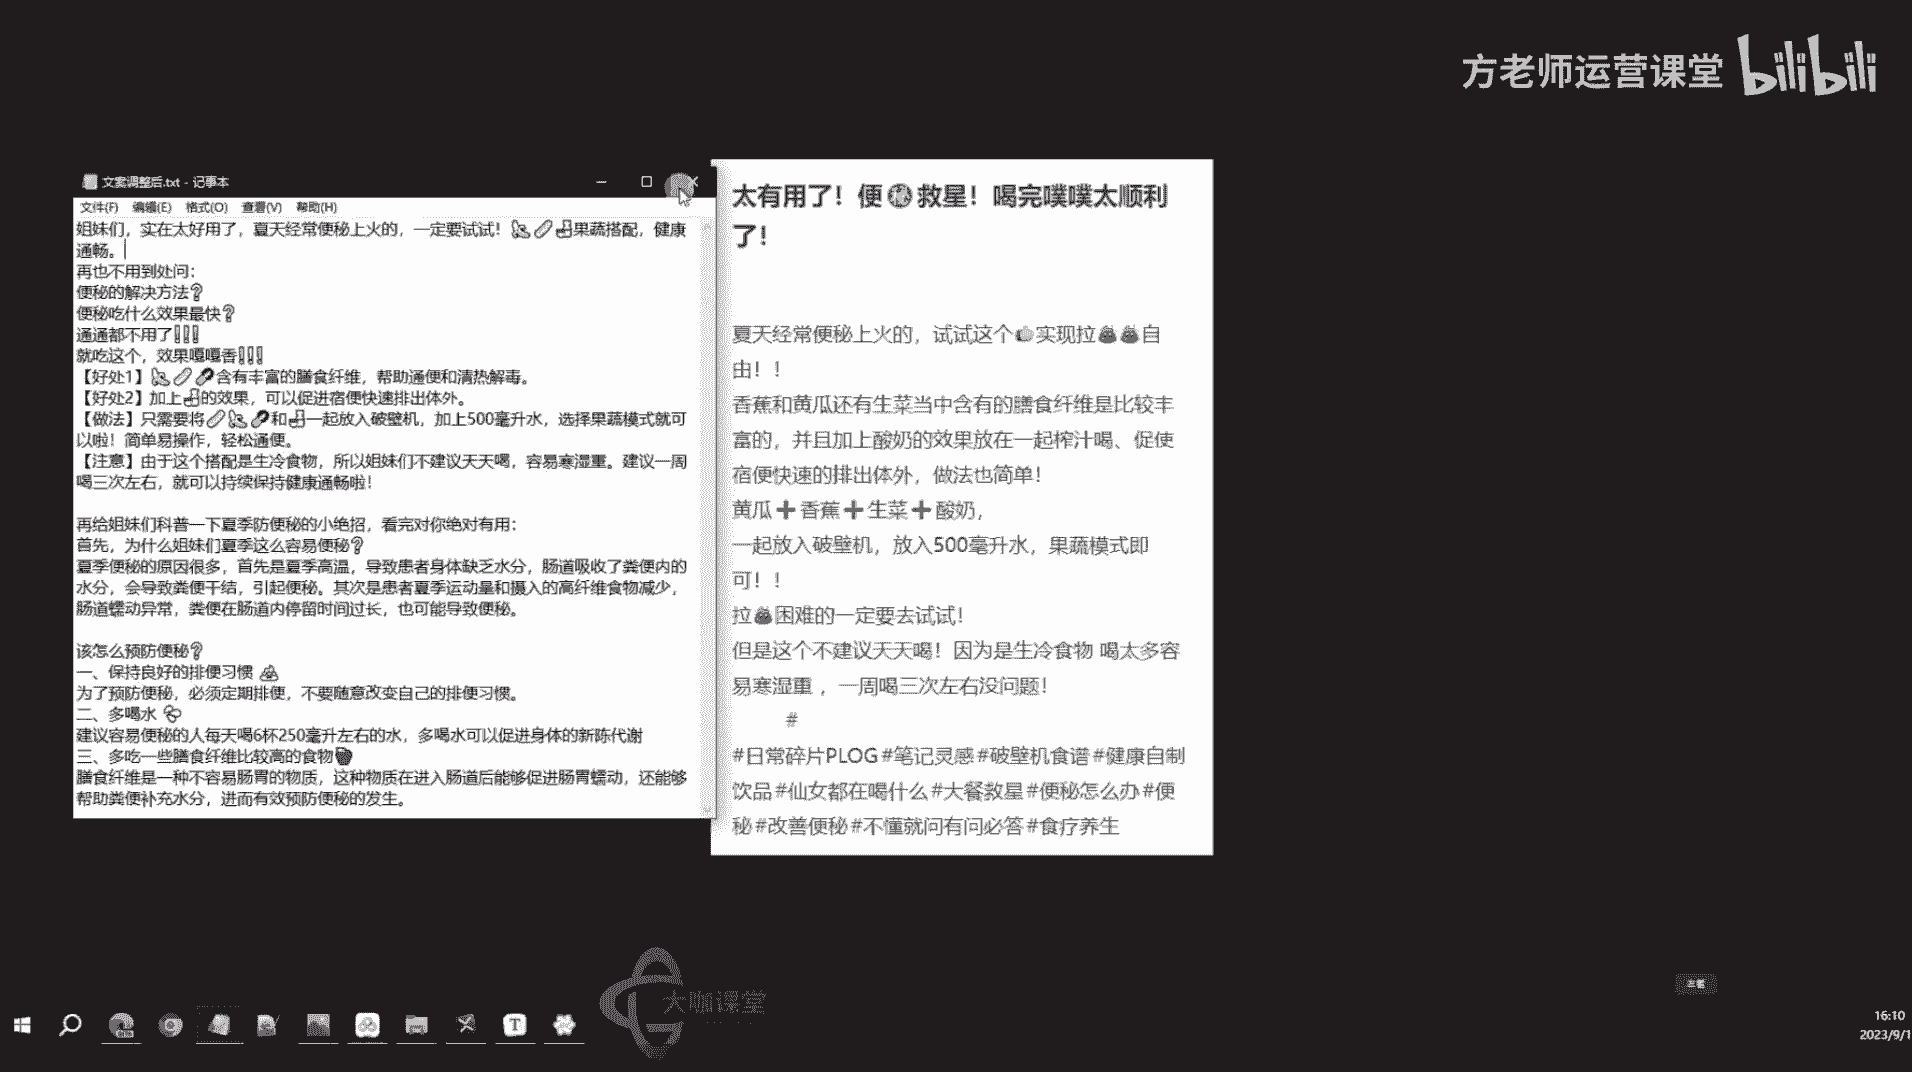 方老师运营课堂 bilibili
文案调整后.txt - 记事本
文件(F) 编辑(E) 格式(O) 查看(V) 帮助(H)
姐妹们，实在太好用了，夏天经常便秘上火的，一定要试试！果蔬搭配，健康
通畅。
再也不用到处问：
便秘的解决方法❓
便秘吃什么效果最快❓
通通都不用了❗❗❗
就吃这个，效果嘎嘎香❗❗❗
【好处1】🍌🥒🥬含有丰富的膳食纤维，帮助通便和清热解毒。
【好处2】加上的效果，可以促进宿便快速排出体外。
【做法】只需要将🥒🍌🥬和一起放入破壁机，加上500毫升水，选择果蔬模式就可
以啦！简单易操作，轻松通便。
【注意】由于这个搭配是生冷食物，所以姐妹们不建议天天喝，容易寒湿重。建议一周
喝三次左右，就可以持续保持健康通畅啦！
再给姐妹们科普一下夏季防便秘的小绝招，看完对你绝对有用：
首先，为什么姐妹们夏季这么容易便秘❓
夏季便秘的原因很多，首先是夏季高温，导致患者身体缺乏水分，肠道吸收了粪便内的
水分，会导致粪便干结，引起便秘。其次是患者夏季运动量和摄入的高纤维食物减少，
肠道蠕动异常，粪便在肠道内停留时间过长，也可能导致便秘。
该怎么预防便秘❓
一、保持良好的排便习惯
为了预防便秘，必须定期排便，不要随意改变自己的排便习惯。
二、多喝水
建议容易便秘的人每天喝6杯250毫升左右的水，多喝水可以促进身体的新陈代谢
三、多吃一些膳食纤维比较高的食物
膳食纤维是一种不容易肠胃的物质，这种物质在进入肠道后能够促进肠胃蠕动，还能够
帮助粪便补充水分，进而有效预防便秘的发生。
太有用了！便㊙救星！喝完噗噗太顺利
了！
夏天经常便秘上火的，试试这个实现拉💩💩自
由！！
香蕉和黄瓜还有生菜当中含有的膳食纤维是比较丰
富的，并且加上酸奶的效果放在一起榨汁喝、促使
宿便快速的排出体外，做法也简单！
黄瓜➕香蕉➕生菜➕酸奶，
一起放入破壁机，放入500毫升水，果蔬模式即
可！！
拉💩困难的一定要去试试！
但是这个不建议天天喝！因为是生冷食物 喝太多容
易寒湿重 ，一周喝三次左右没问题！
#
#日常碎片PLOG#笔记灵感#破壁机食谱#健康自制
饮品#仙女都在喝什么#大餐救星#便秘怎么办#便
秘#改善便秘#不懂就问有问必答#食疗养生
大咖课堂
16:10
2023/9/1